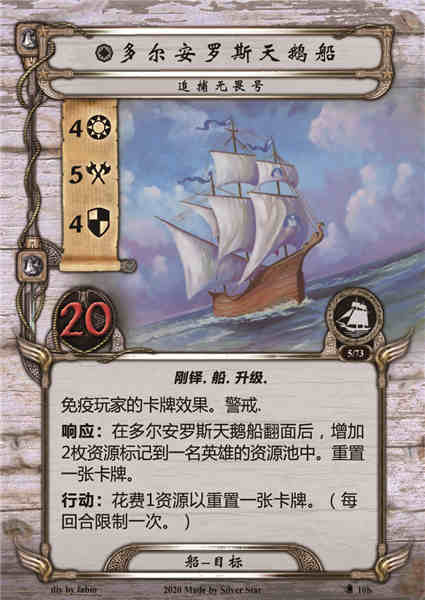 多尔安罗斯天鹅船
追捕无畏号
4
5
4
20
5/73
刚铎. 船. 升级.
免疫玩家的卡牌效果。警戒.
响应：在多尔安罗斯天鹅船翻面后，增加
2枚资源标记到一名英雄的资源池中。重置
一张卡牌。
行动：花费1资源以重置一张卡牌。（每
回合限制一次。）
船—目标
diy by fabio
2020 Made by Silver Star
108